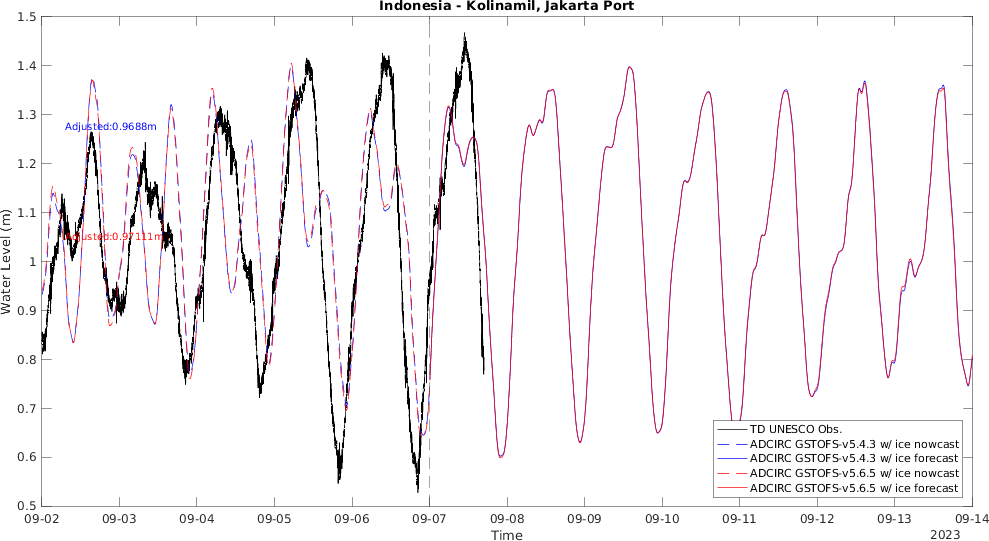 Indonesia - Kolinamil, Jakarta Port
1.5
1.4
1.3
1.2
1.1
1
0.9
0.8
0.7
0.6
0.5
Water Level (m)
Adjusted:0.9688m
Adjusted:0.97111m
TD UNESCO Obs.
ADCIRC GSTOFS-v5.4.3 w/ ice nowcast
ADCIRC GSTOFS-v5.4.3 w/ ice forecast
ADCIRC GSTOFS-v5.6.5 w/ ice nowcast
ADCIRC GSTOFS-v5.6.5 w/ ice forecast
09-02 09-03 09-04 09-05 09-06 09-07 09-08 09-09 09-10 09-11 09-12 09-13 09-14
Time
2023